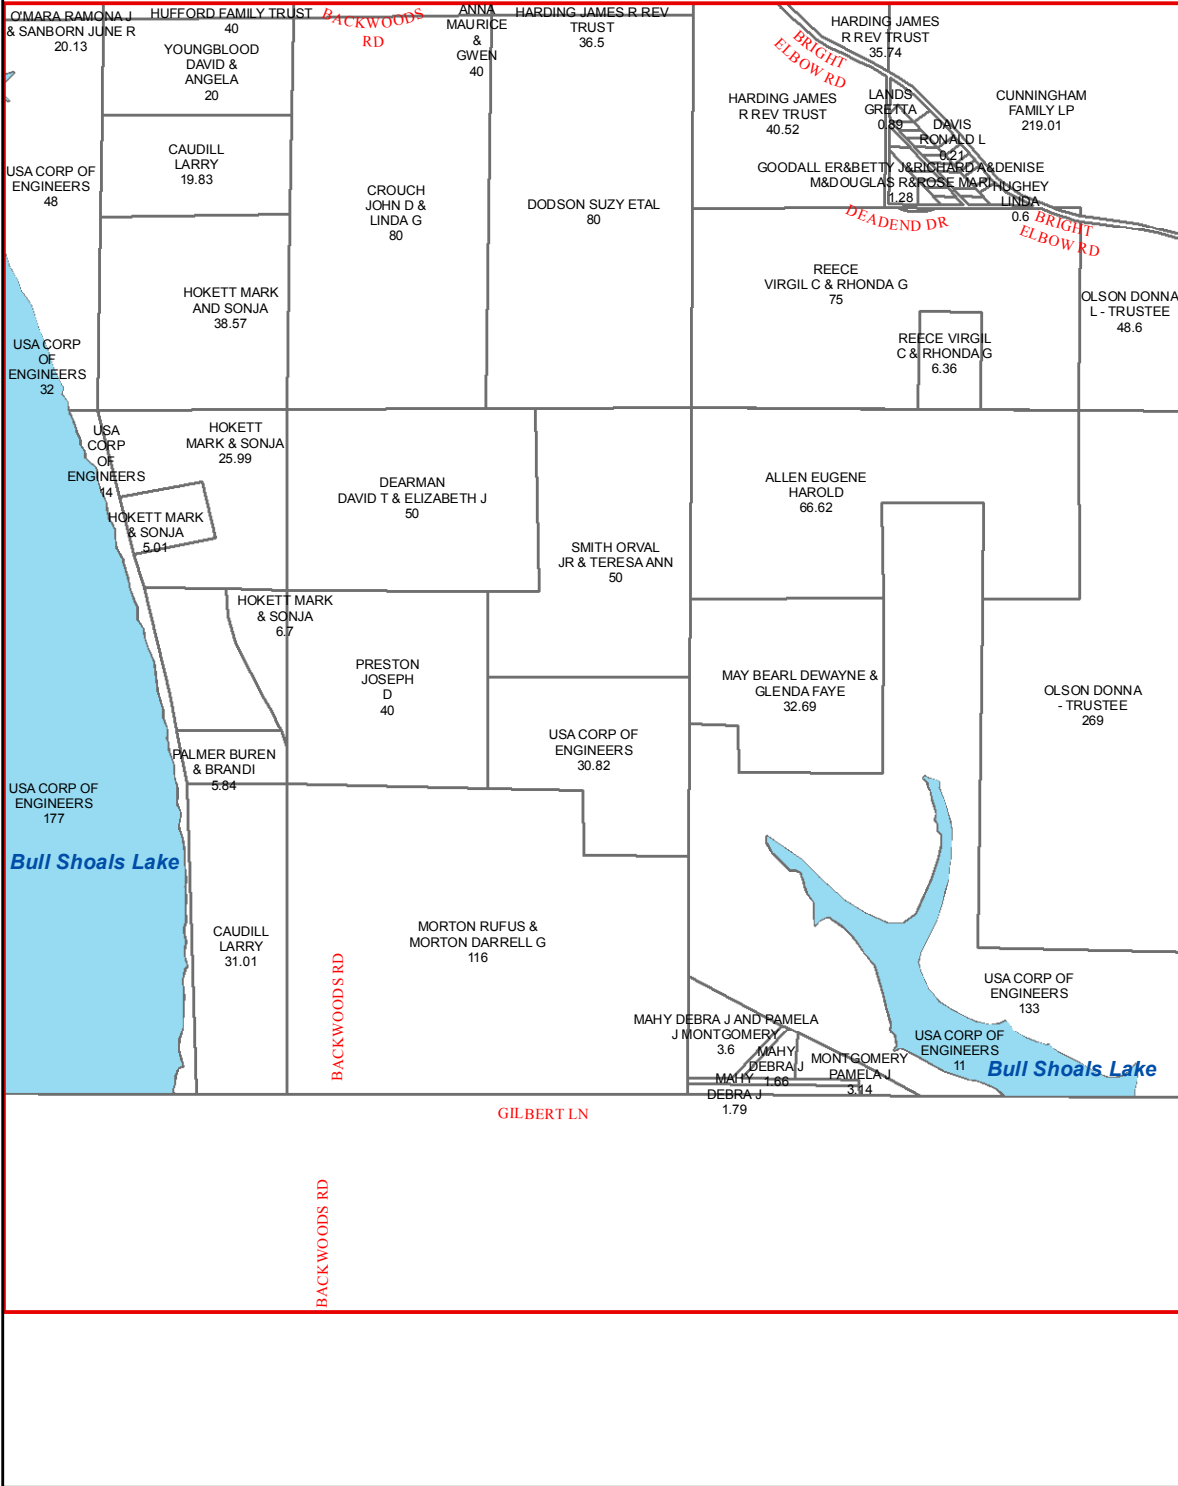 O'MARA RAMONA J
& SANBORN JUNE R
20.13
HUFFORD FAMILY TRUST
40
BACKWOODS
RD
ANNA
MAURICE
&
GWEN
40
HARDING JAMES R REV
TRUST
36.5
HARDING JAMES
R REV TRUST
35.74
BRIGHT
ELBOW RD
YOUNGBLOOD
DAVID &
ANGELA
20
HARDING JAMES
R REV TRUST
40.52
LANDS
GRETTA
0.89
DAVIS
RONALD L
0.21
CUNNINGHAM
FAMILY LP
219.01
CAUDILL
LARRY
19.83
USA CORP OF
ENGINEERS
48
CROUCH
JOHN D &
LINDA G
80
DODSON SUZY ETAL
80
GOODALL ER&BETTY J&RICHARD A&DENISE
M&DOUGLAS R&ROSE MARI
1.28
HUGHEY
LINDA
0.6
DEADEND DR
BRIGHT
ELBOW RD
HOKETT MARK
AND SONJA
38.57
REECE
VIRGIL C & RHONDA G
75
OLSON DONNA
L - TRUSTEE
48.6
USA CORP
OF
ENGINEERS
32
REECE VIRGIL
C & RHONDA G
6.36
USA
CORP
OF
ENGINEERS
14
HOKETT
MARK & SONJA
25.99
DEARMAN
DAVID T & ELIZABETH J
50
ALLEN EUGENE
HAROLD
66.62
HOKETT MARK
& SONJA
5.01
SMITH ORVAL
JR & TERESA ANN
50
HOKETT MARK
& SONJA
6.7
PRESTON
JOSEPH
D
40
MAY BEARL DEWAYNE &
GLENDA FAYE
32.69
OLSON DONNA
- TRUSTEE
269
USA CORP OF
ENGINEERS
30.82
PALMER BUREN
& BRANDI
5.84
USA CORP OF
ENGINEERS
177
Bull Shoals Lake
CAUDILL
LARRY
31.01
MORTON RUFUS &
MORTON DARRELL G
116
BACKWOODS RD
USA CORP OF
ENGINEERS
133
MAHY DEBRA J AND PAMELA
J MONTGOMERY
3.6
MAHY
DEBRA J
1.66
MONTGOMERY
PAMELA J
3.14
USA CORP OF
ENGINEERS
11
Bull Shoals Lake
MAHY
DEBRA J
1.79
GILBERT LN
BACKWOODS RD